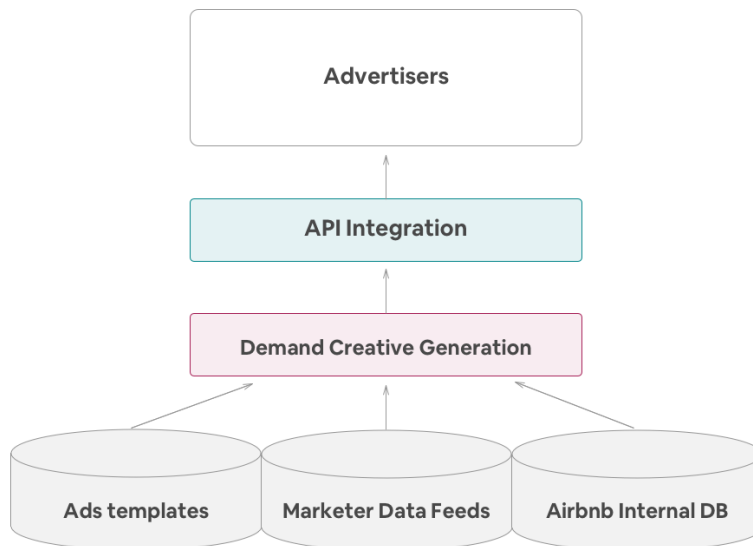 Advertisers
API Integration
Demand Creative Generation
Ads templates
Marketer Data Feeds
Airbnb Internal DB